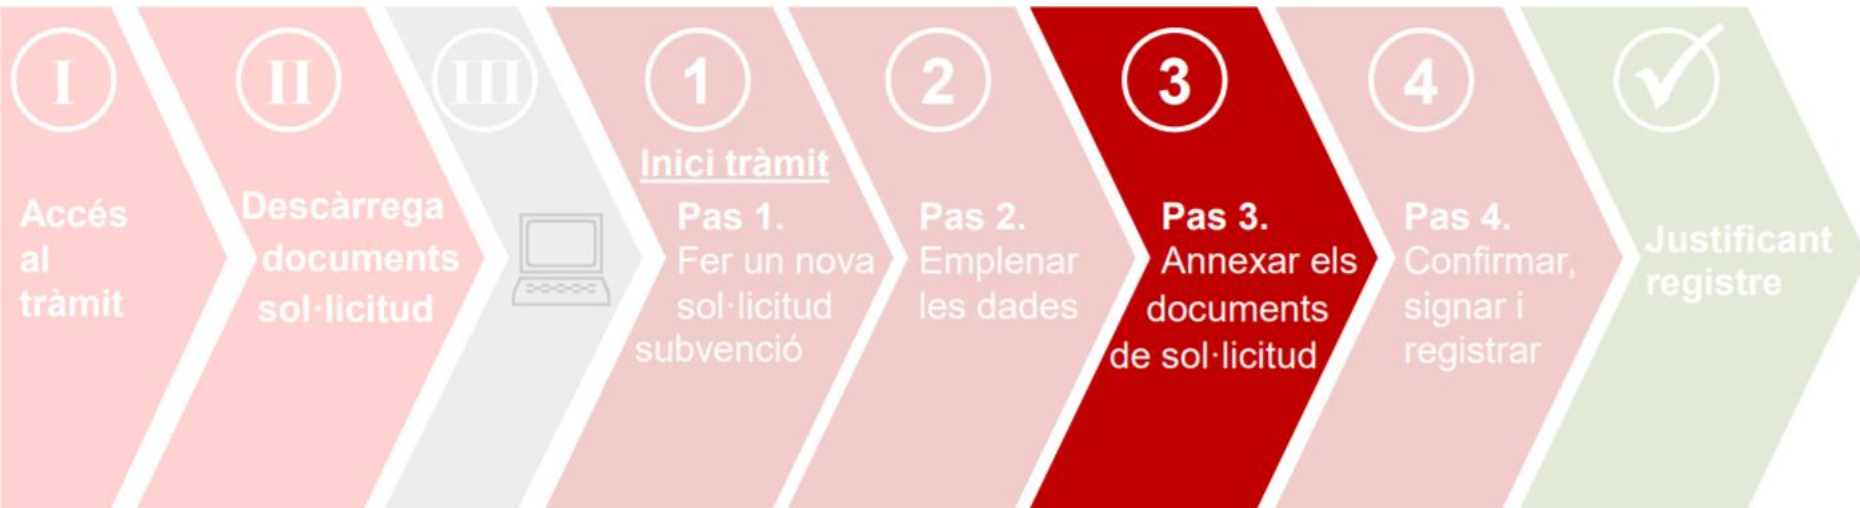 I
Accés
al
tràmit
II
Descàrrega
documents
sol·licitud
III
1
Inici tràmit
Pas 1.
Fer un nova
sol·licitud
subvenció
2
Pas 2.
Emplenar
les dades
3
Pas 3.
Annexar els
documents
de sol·licitud
4
Pas 4.
Confirmar,
signar i
registrar
Justificant
registre